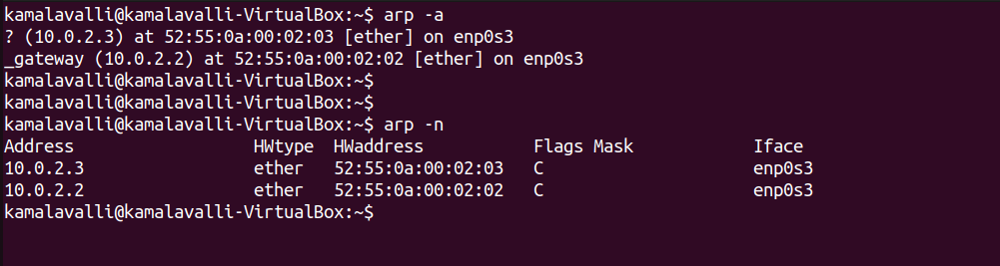 kamalavalli@kamalavalli-VirtualBox:~$ arp -a
? (10.0.2.3) at 52:55:0a:00:02:03 [ether] on enp0s3
_gateway (10.0.2.2) at 52:55:0a:00:02:02 [ether] on enp0s3
kamalavalli@kamalavalli-VirtualBox:~$
kamalavalli@kamalavalli-VirtualBox:~$
kamalavalli@kamalavalli-VirtualBox:~$ arp -n
Address                  HWtype  HWaddress           Flags Mask            Iface
10.0.2.3                 ether   52:55:0a:00:02:03   C                     enp0s3
10.0.2.2                 ether   52:55:0a:00:02:02   C                     enp0s3
kamalavalli@kamalavalli-VirtualBox:~$